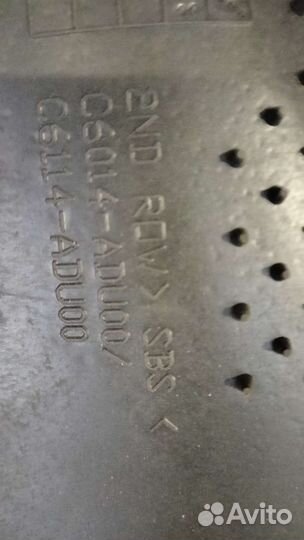 2ND ROW > SBS <
C6014-ADU00/
C6114-ADU00
Avito